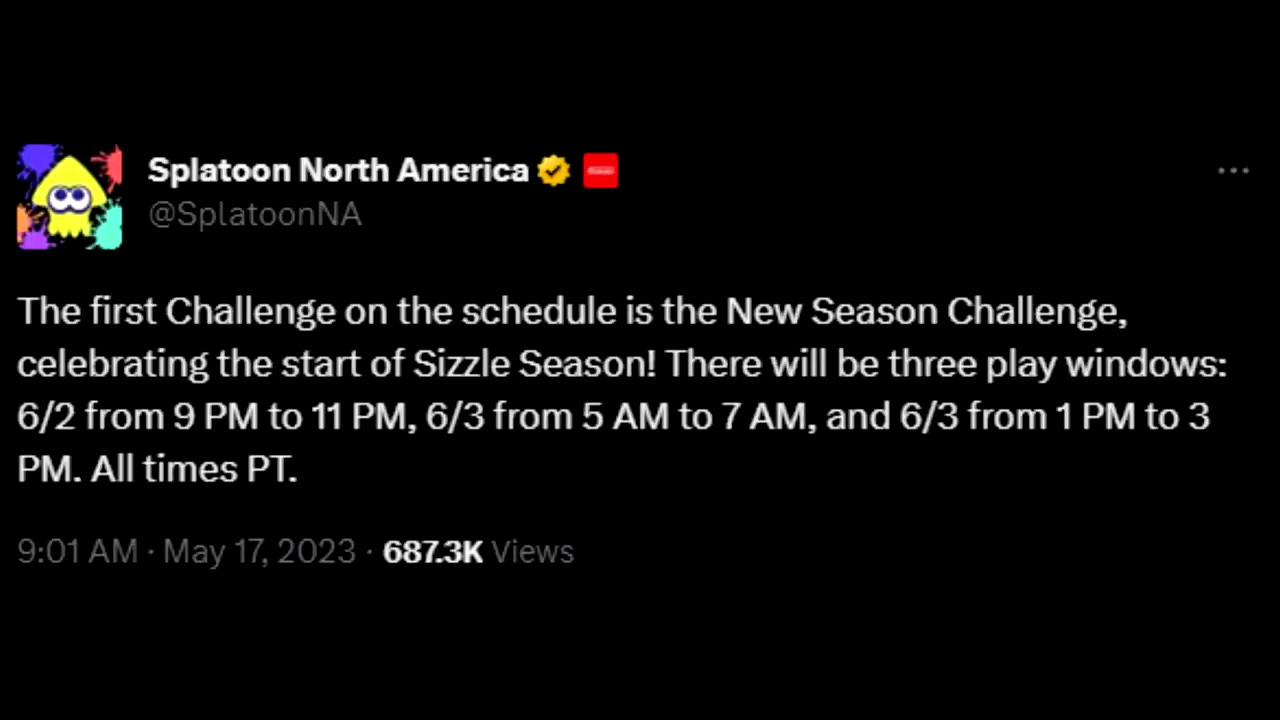 Splatoon North America
@SplatoonNA
The first Challenge on the schedule is the New Season Challenge,
celebrating the start of Sizzle Season! There will be three play windows:
6/2 from 9 PM to 11 PM, 6/3 from 5 AM to 7 AM, and 6/3 from 1 PM to 3
PM. All times PT.
9:01 AM · May 17, 2023 · 687.3K Views